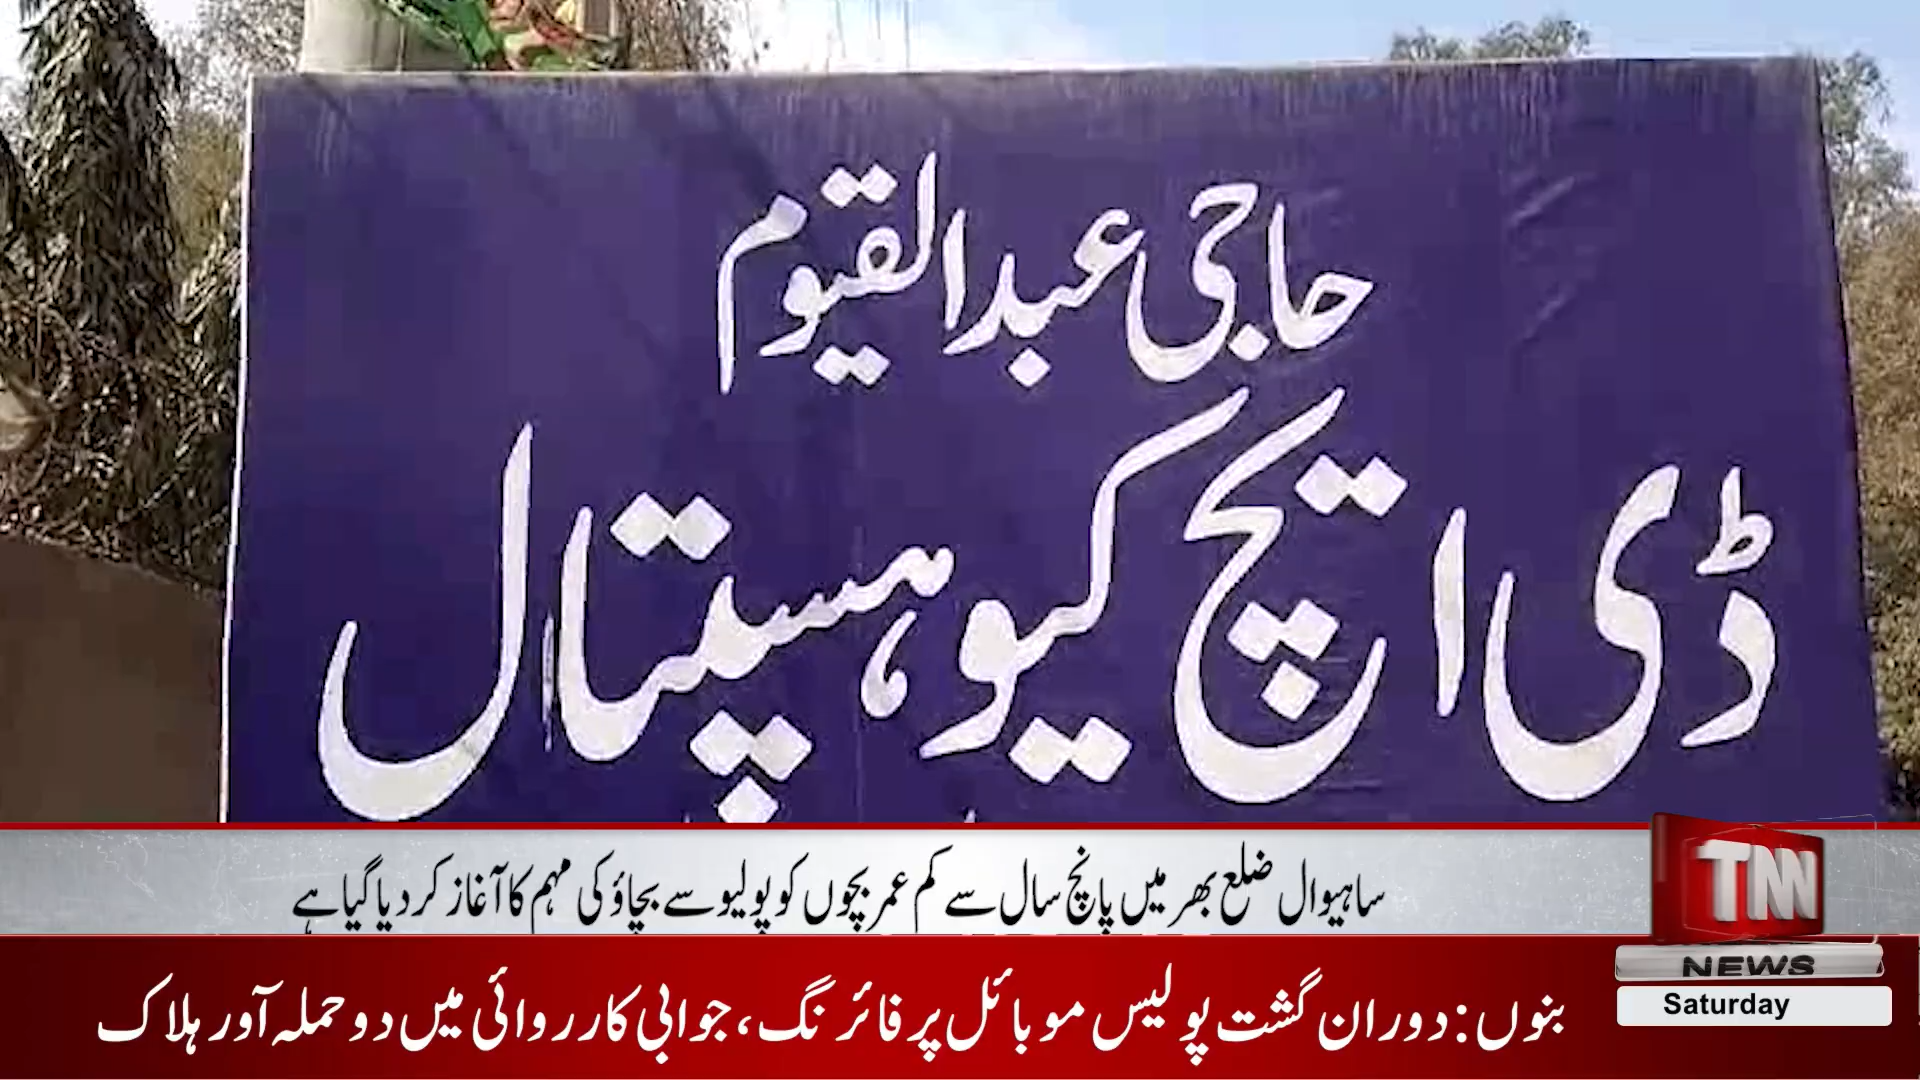 حاجی عبدالقیوم
ڈی ایچ کیو ہسپتال
ساہیوال ضلع بھر میں پانچ سال سے کم عمر بچوں کو پولیو سے بچاؤ کی مہم کا آغاز کر دیا گیا ہے
TNN
NEWS
Saturday
بنوں: دوران گشت پولیس موبائل پر فائرنگ، جوابی کارروائی میں دو حملہ آور ہلاک